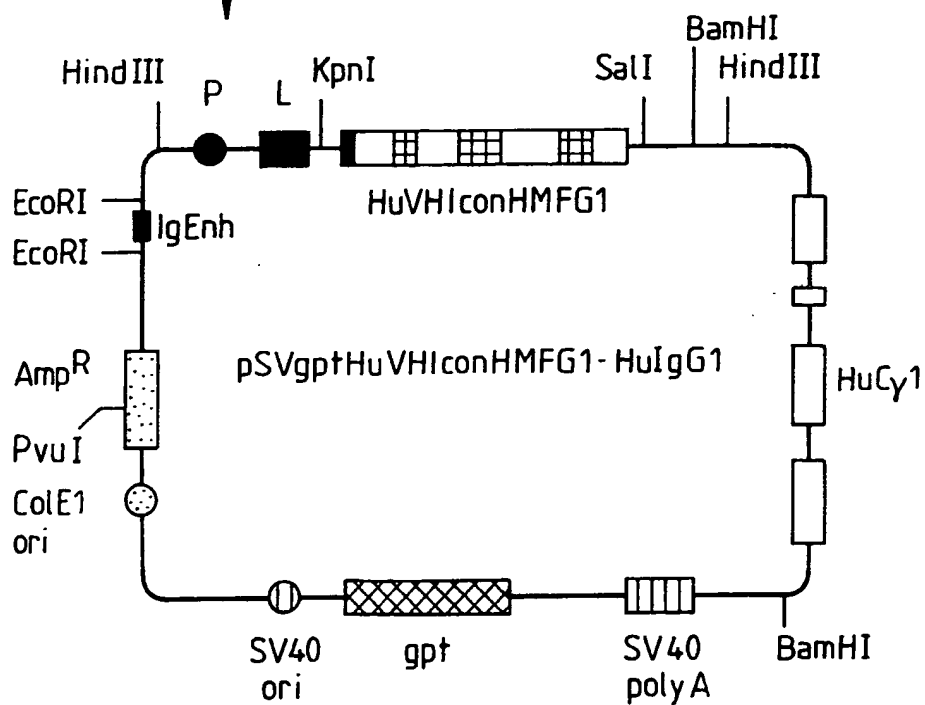 BamHI
HindIII
P
L
KpnI
SalI
HindIII
EcoRI
IgEnh
EcoRI
HuVHIconHMFG1
pSVgptHuVHIconHMFG1-HuIgG1
AmpR
PvuI
HuCγ1
ColE1
ori
SV40
ori
gpt
SV40
polyA
BamHI